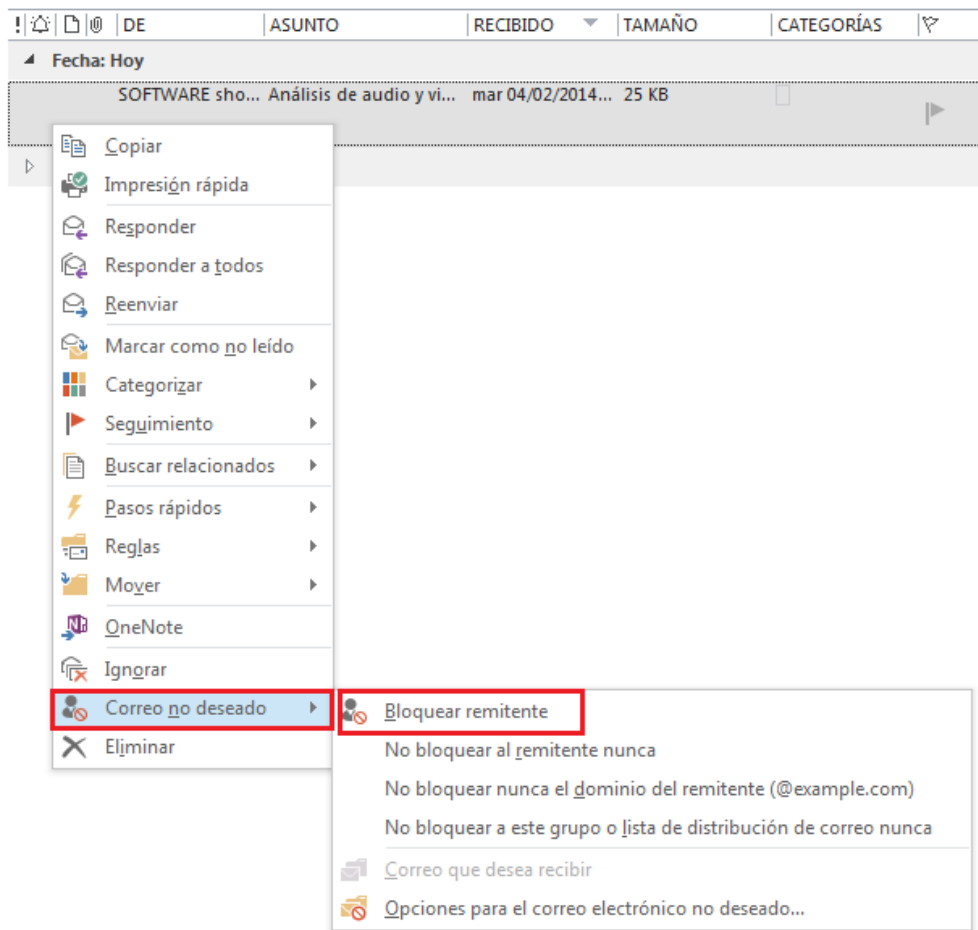 ! DE ASUNTO RECIBIDO TAMAÑO CATEGORÍAS
Fecha: Hoy
SOFTWARE sho... Análisis de audio y vi... mar 04/02/2014... 25 KB
Copiar
Impresión rápida
Responder
Responder a todos
Reenviar
Marcar como no leído
Categorizar
Seguimiento
Buscar relacionados
Pasos rápidos
Reglas
Mover
OneNote
Ignorar
Correo no deseado
Eliminar
Bloquear remitente
No bloquear al remitente nunca
No bloquear nunca el dominio del remitente (@example.com)
No bloquear a este grupo o lista de distribución de correo nunca
Correo que desea recibir
Opciones para el correo electrónico no deseado...